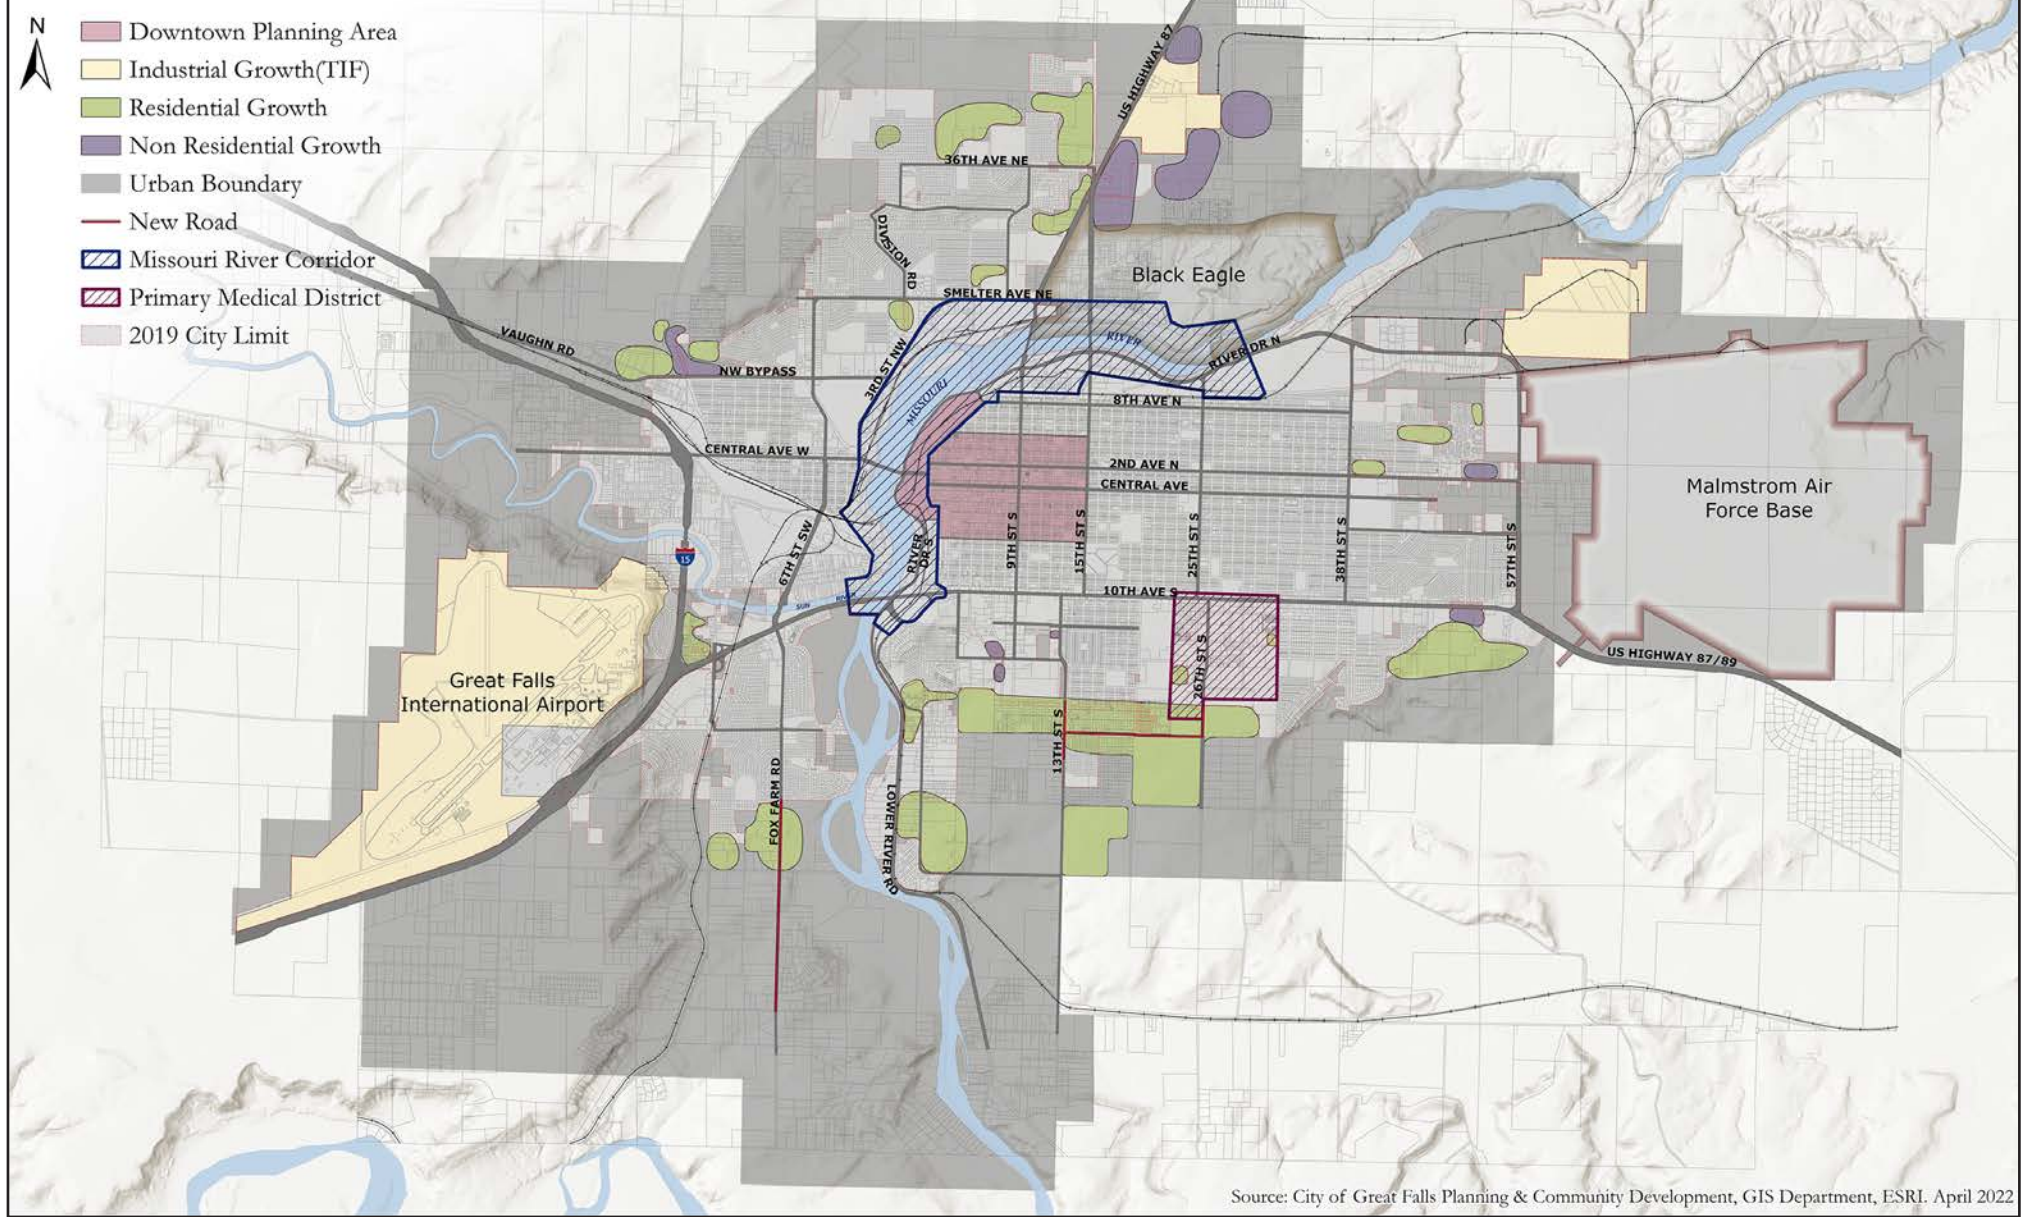 N
Downtown Planning Area
Industrial Growth(TIF)
Residential Growth
Non Residential Growth
Urban Boundary
New Road
Missouri River Corridor
Primary Medical District
2019 City Limit
US HIGHWAY 87
36TH AVE NE
DIVISION RD
Black Eagle
SMELTER AVE NE
VAUGHN RD
RIVER
RIVER DR N
3RD ST NW
NW BYPASS
MISSOURI
8TH AVE N
CENTRAL AVE W
2ND AVE N
CENTRAL AVE
Malmstrom Air
Force Base
15
6TH ST SW
RIVER
DR S
9TH ST S
15TH ST S
25TH ST S
38TH ST S
57TH ST S
10TH AVE S
SUN
RIVER
26TH ST S
US HIGHWAY 87/89
Great Falls
International Airport
13TH ST S
FOX FARM RD
LOWER RIVER RD
Source: City of Great Falls Planning & Community Development, GIS Department, ESRI. April 2022